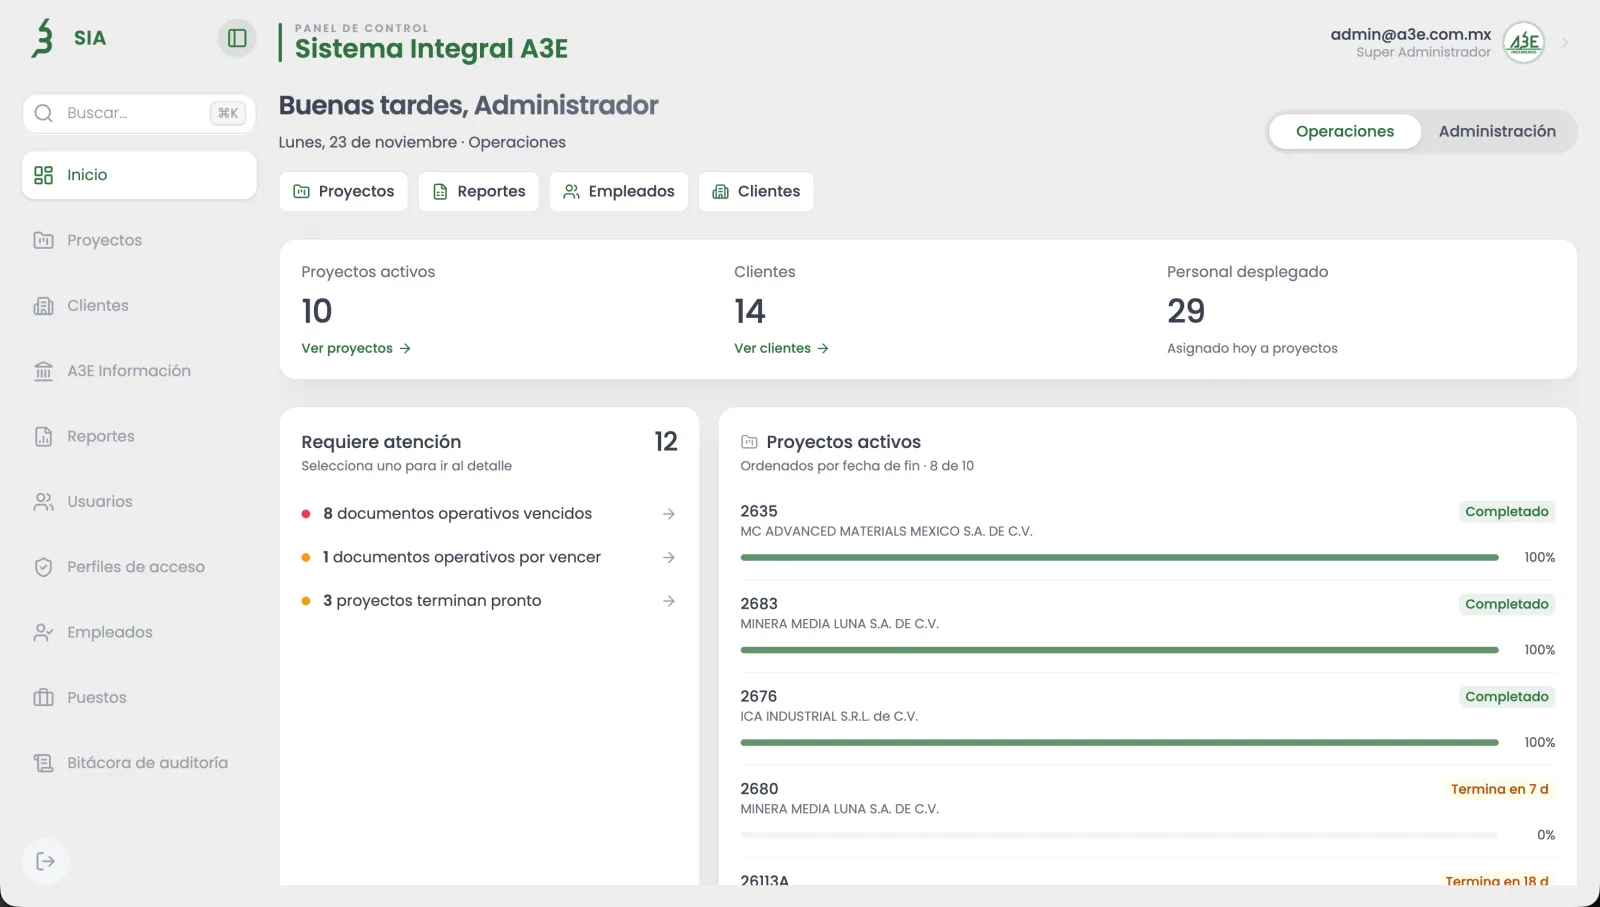 SIA
PANEL DE CONTROL
Sistema Integral A3E
admin@a3e.com.mx
Super Administrador
A3E
Buscar...
⌘K
Inicio
Proyectos
Clientes
A3E Información
Reportes
Usuarios
Perfiles de acceso
Empleados
Puestos
Bitácora de auditoría
Buenas tardes, Administrador
Lunes, 23 de noviembre · Operaciones
Operaciones
Administración
Proyectos
Reportes
Empleados
Clientes
Proyectos activos
10
Ver proyectos →
Clientes
14
Ver clientes →
Personal desplegado
29
Asignado hoy a proyectos
Requiere atención
12
Selecciona uno para ir al detalle
8 documentos operativos vencidos →
1 documentos operativos por vencer →
3 proyectos terminan pronto →
Proyectos activos
Ordenados por fecha de fin · 8 de 10
2635
Completado
MC ADVANCED MATERIALS MEXICO S.A. DE C.V.
100%
2683
Completado
MINERA MEDIA LUNA S.A. DE C.V.
100%
2676
Completado
ICA INDUSTRIAL S.R.L. de C.V.
100%
2680
Termina en 7 d
MINERA MEDIA LUNA S.A. DE C.V.
0%
26113A
Termina en 18 d